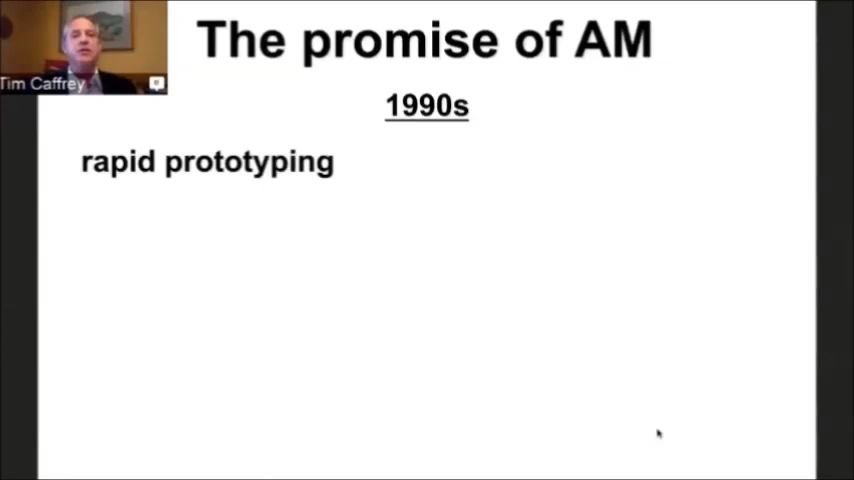 The promise of AM
Tim Caffrey
1990s
rapid prototyping